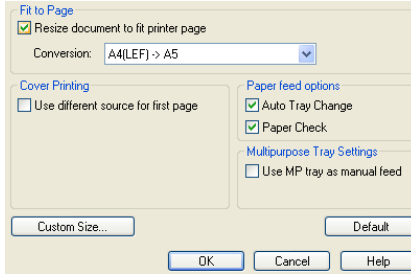 Fit to Page
Resize document to fit printer page
Conversion: A4(LEF) -> A5
Cover Printing
Use different source for first page
Paper feed options
Auto Tray Change
Paper Check
Multipurpose Tray Settings
Use MP tray as manual feed
Custom Size... Default
OK Cancel Help